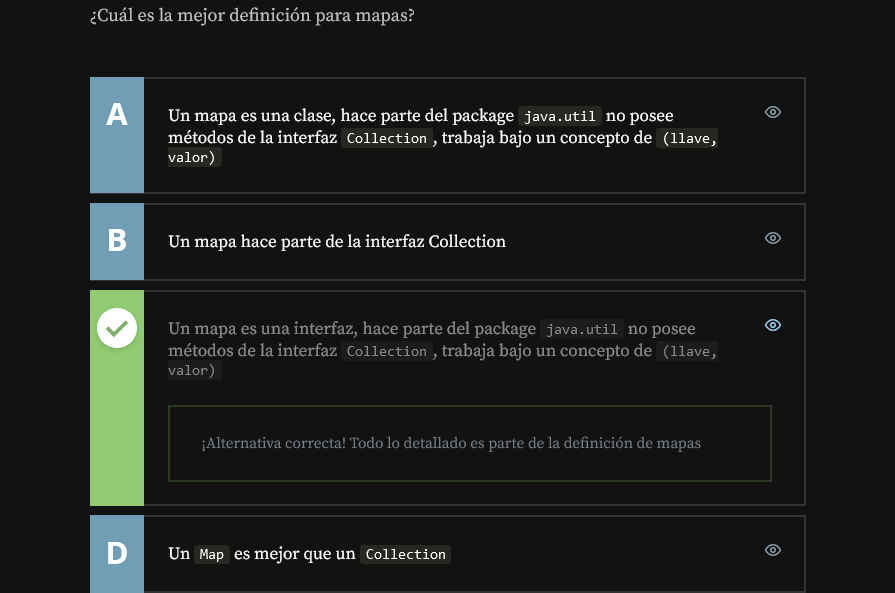 ¿Cuál es la mejor definición para mapas?
A
Un mapa es una clase, hace parte del package java.util no posee
métodos de la interfaz Collection, trabaja bajo un concepto de (llave,
valor)
B
Un mapa hace parte de la interfaz Collection
Un mapa es una interfaz, hace parte del package java.util no posee
métodos de la interfaz Collection, trabaja bajo un concepto de (llave,
valor)
¡Alternativa correcta! Todo lo detallado es parte de la definición de mapas
D
Un Map es mejor que un Collection